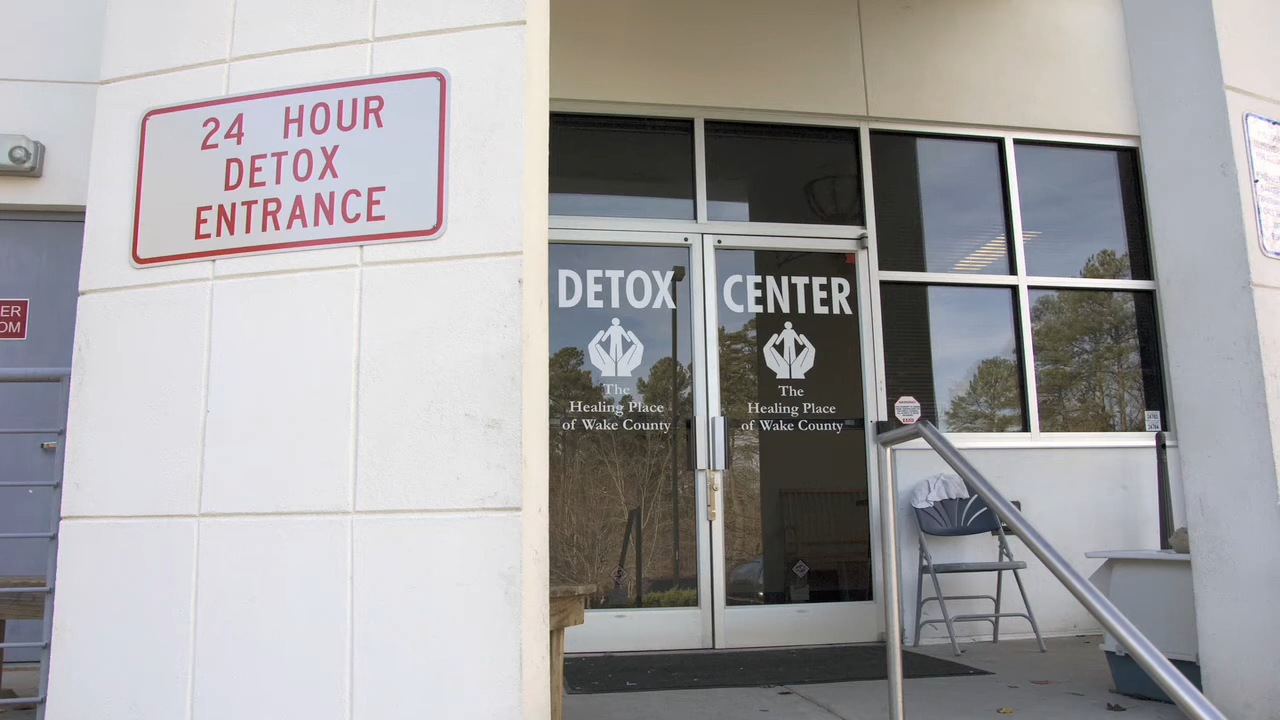 24 HOUR
DETOX
ENTRANCE
DETOX CENTER
The
Healing Place
of Wake County
The
Healing Place
of Wake County